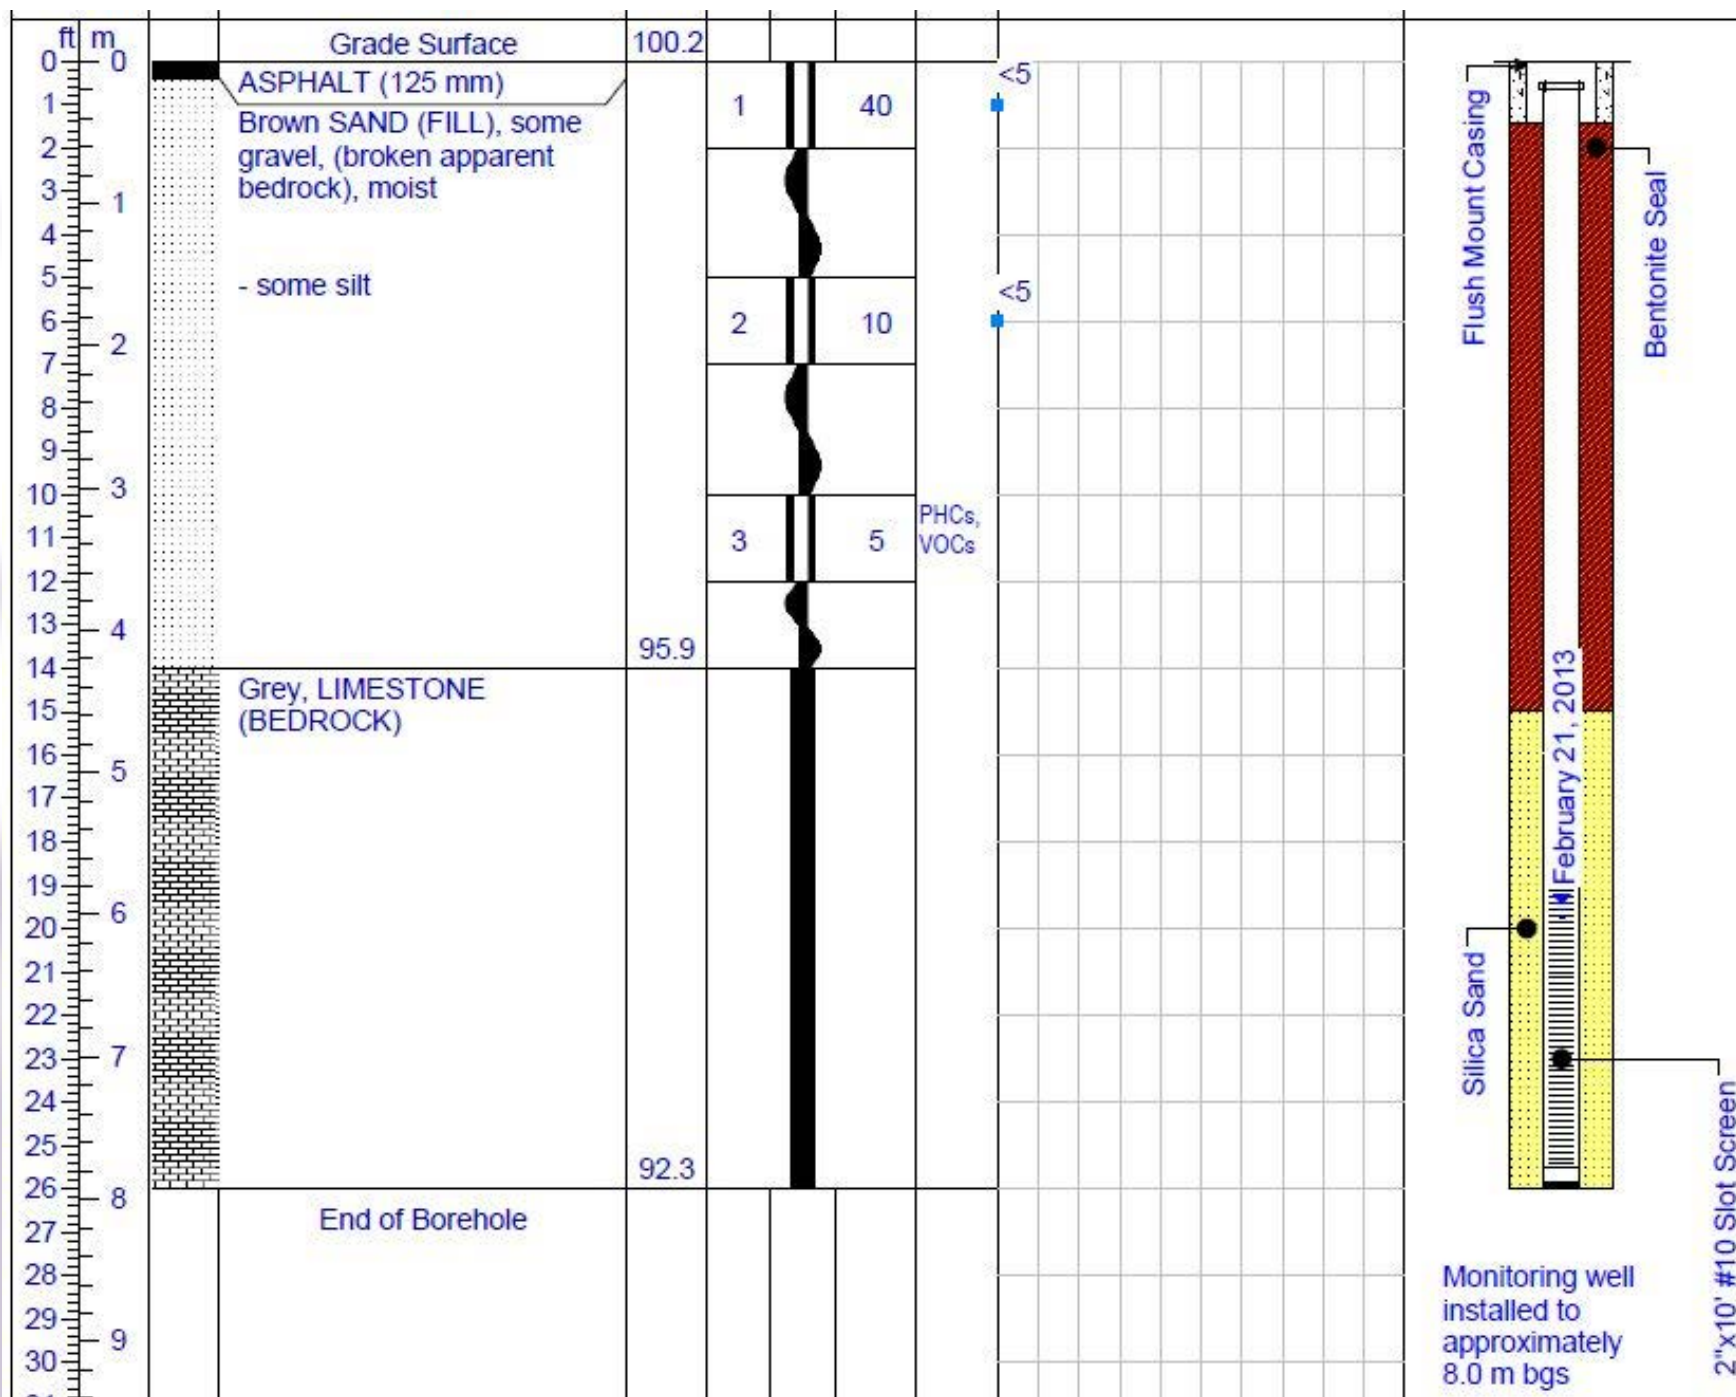 ft m
Grade Surface 100.2
0 0
ASPHALT (125 mm)
<5
1
1 40
Brown SAND (FILL), some
gravel, (broken apparent
bedrock), moist
2
3
1
4
5
- some silt
<5
6
2 10
2
7
8
9
3
10
PHCs,
VOCs
11
3 5
12
13
4
95.9
14
Grey, LIMESTONE
(BEDROCK)
15
16
5
17
18
19
6
20
21
22
23
7
24
25
92.3
26
8
End of Borehole
27
28
29
9
30
Flush Mount Casing
Bentonite Seal
February 21, 2013
Silica Sand
2"x10' #10 Slot Screen
Monitoring well
installed to
approximately
8.0 m bgs